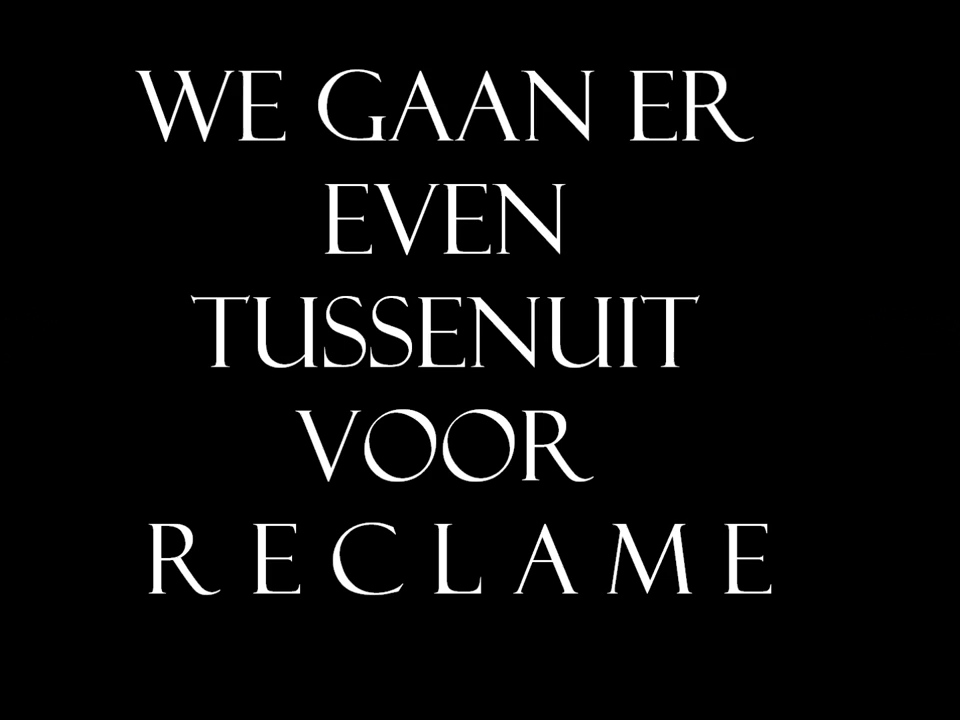 WE GAAN ER
EVEN
TUSSENUIT
VOOR
R E C L A M E